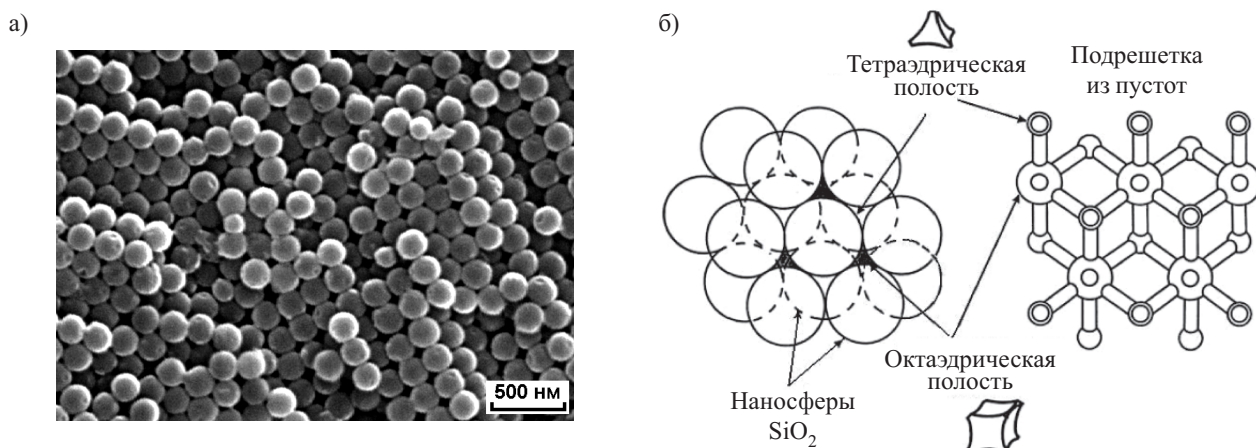 а)
500 нм
б)
Тетраэдрическая
полость
Подрешетка
из пустот
Октаэдрическая
полость
Наносферы
SiO₂